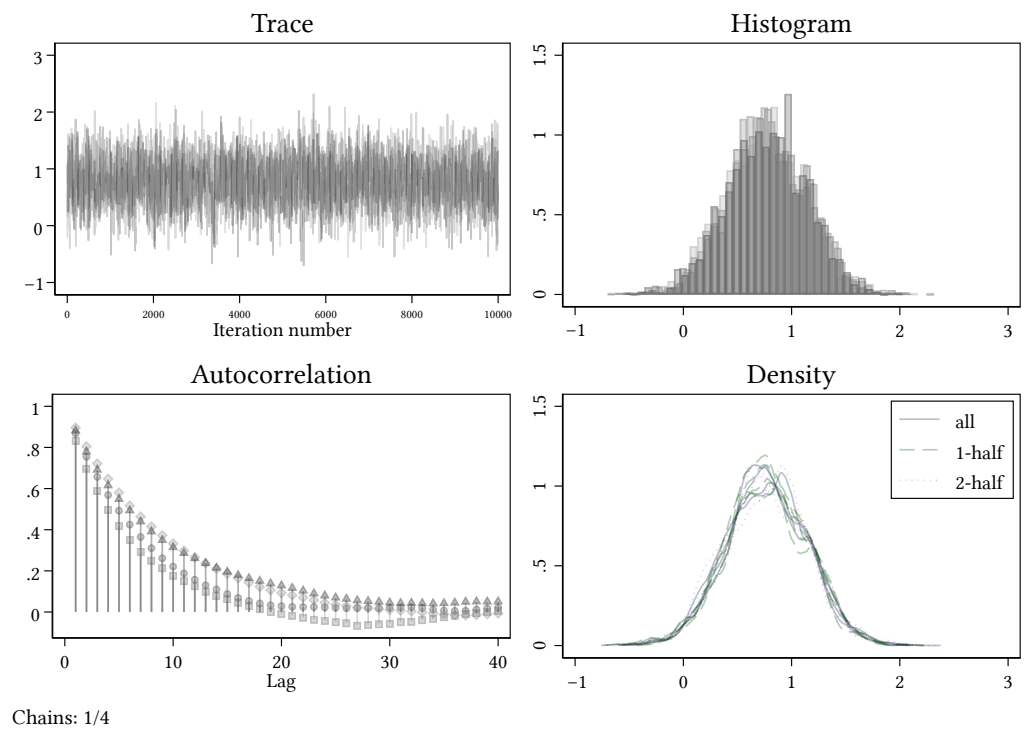 Trace
3
2
1
0
−1
0 2000 4000 6000 8000 10000
Iteration number
Histogram
1.5
1
.5
0
−1 0 1 2 3
Autocorrelation
1
.8
.6
.4
.2
0
0 10 20 30 40
Lag
Density
1.5
1
.5
0
all
1-half
2-half
−1 0 1 2 3
Chains: 1/4